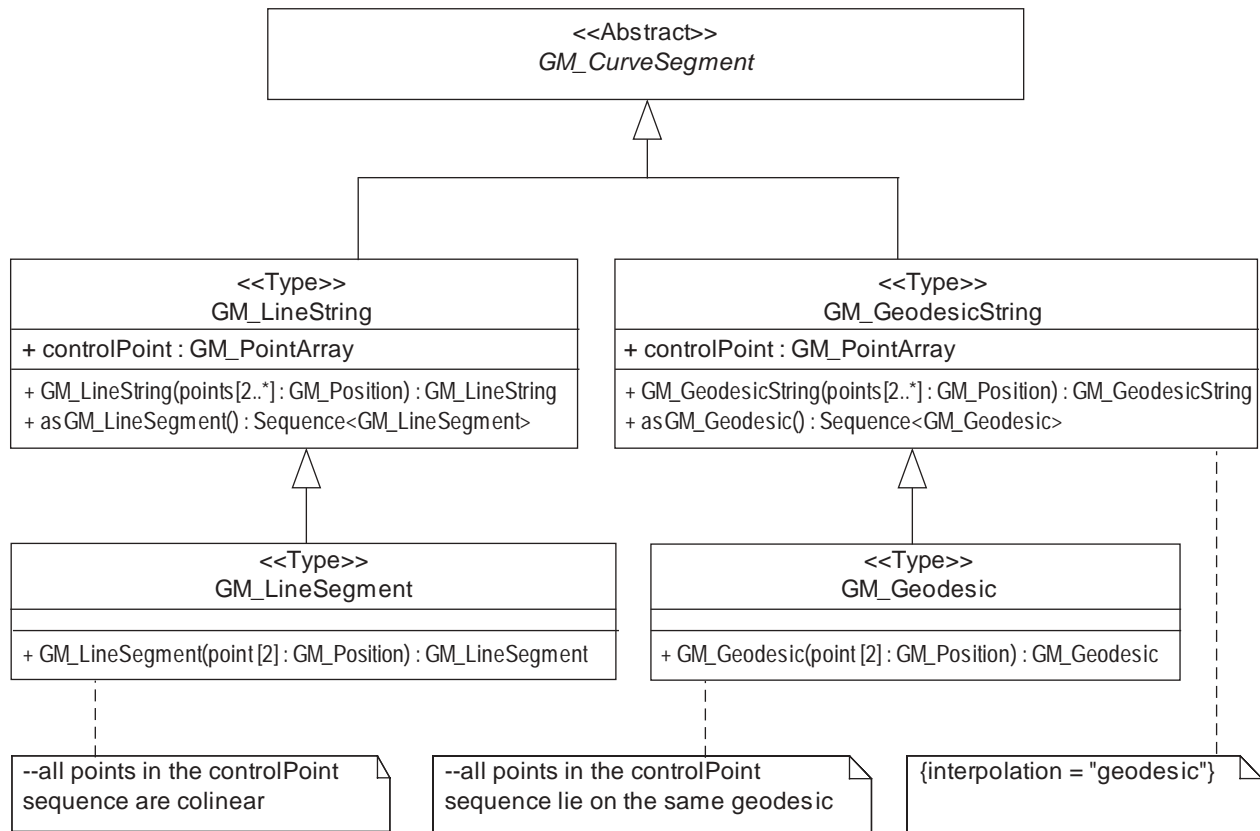 <<Abstract>>
GM_CurveSegment
<<Type>>
GM_LineString
+ controlPoint : GM_PointArray
+ GM_LineString(points[2..*] : GM_Position) : GM_LineString
+ asGM_LineSegment() : Sequence<GM_LineSegment>
<<Type>>
GM_GeodesicString
+ controlPoint : GM_PointArray
+ GM_GeodesicString(points[2..*] : GM_Position) : GM_GeodesicString
+ asGM_Geodesic() : Sequence<GM_Geodesic>
<<Type>>
GM_LineSegment
+ GM_LineSegment(point [2] : GM_Position) : GM_LineSegment
<<Type>>
GM_Geodesic
+ GM_Geodesic(point [2] : GM_Position) : GM_Geodesic
--all points in the controlPoint
sequence are colinear
--all points in the controlPoint
sequence lie on the same geodesic
{interpolation = "geodesic"}